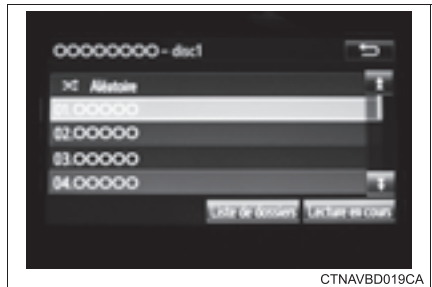 OOOOOOOO - disc1
Aléatoire
01.OOOOO
02.OOOOO
03.OOOOO
04.OOOOO
Liste de dossiers Lecture en cours
CTNAVBD019CA